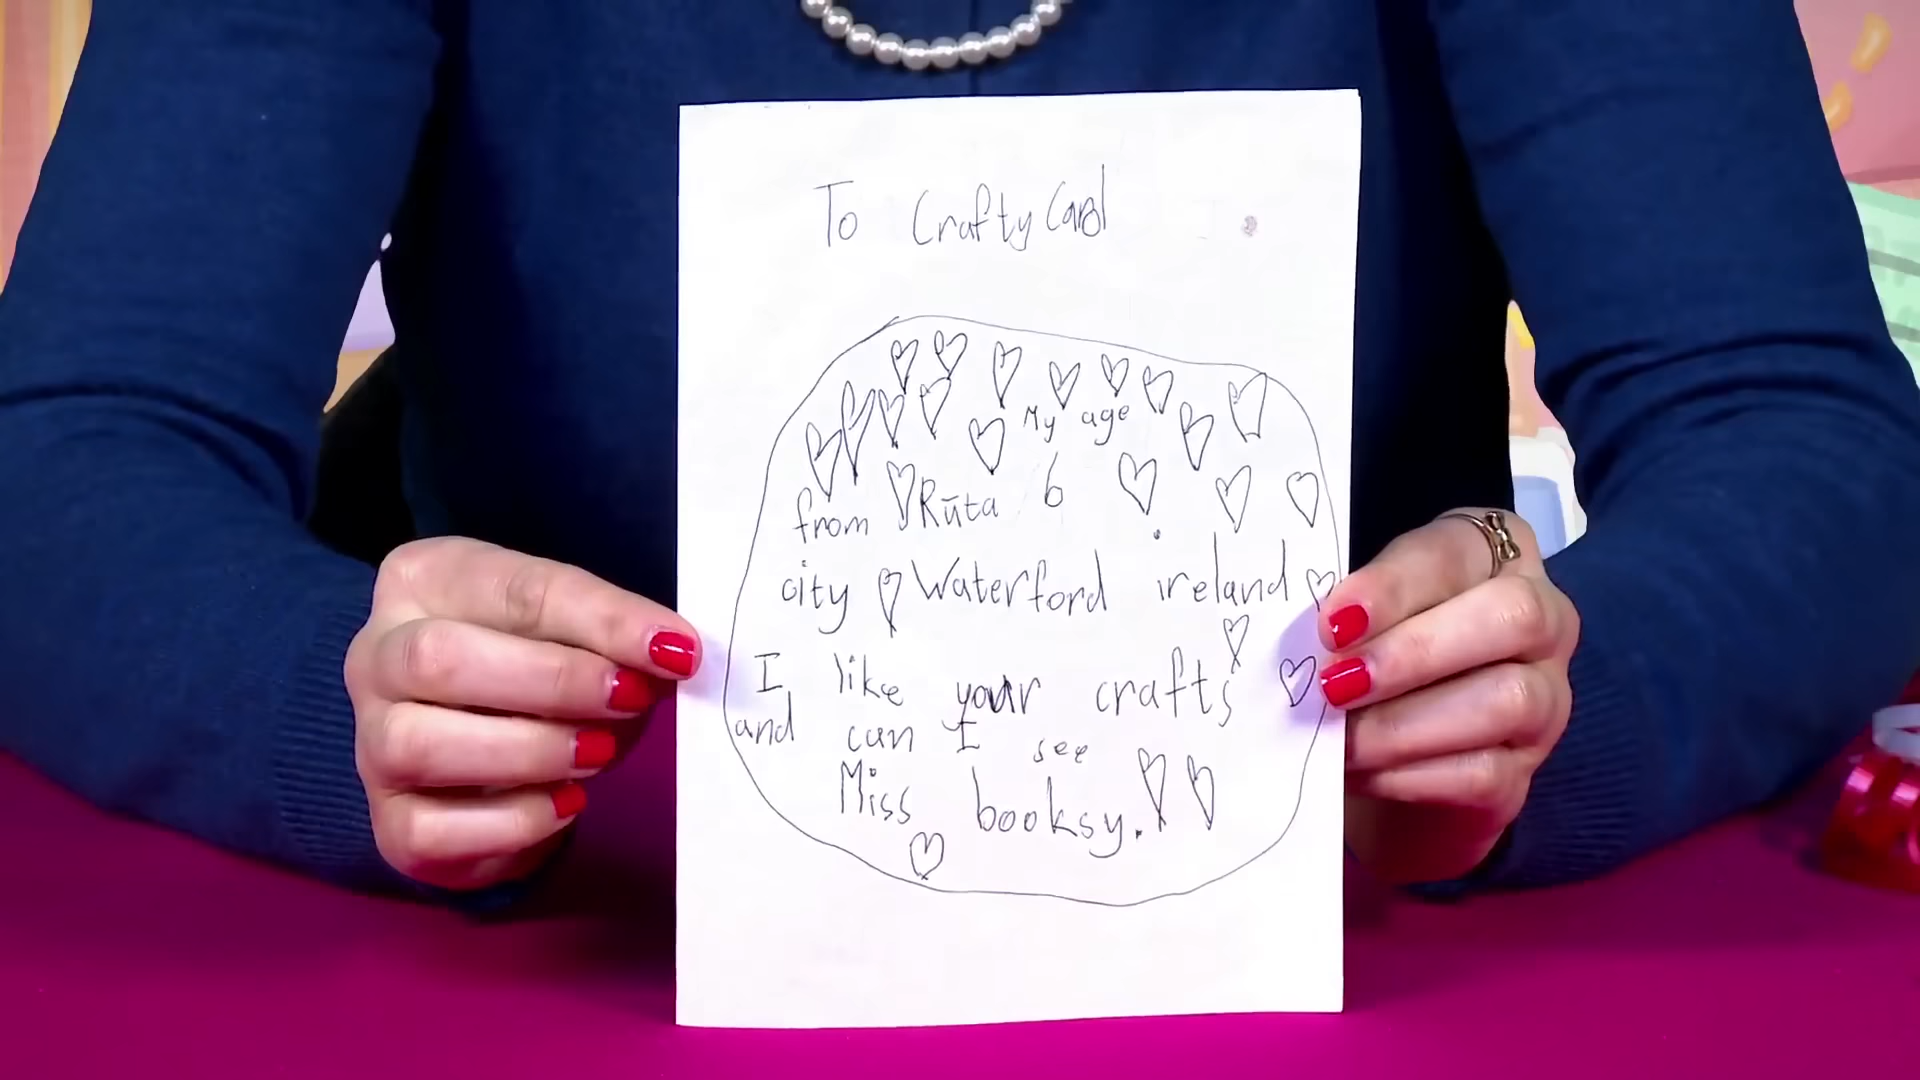 To Crafty Carol
My age
from Rūta 6
city Waterford ireland
I like your crafts
and can I see
Miss booksy.